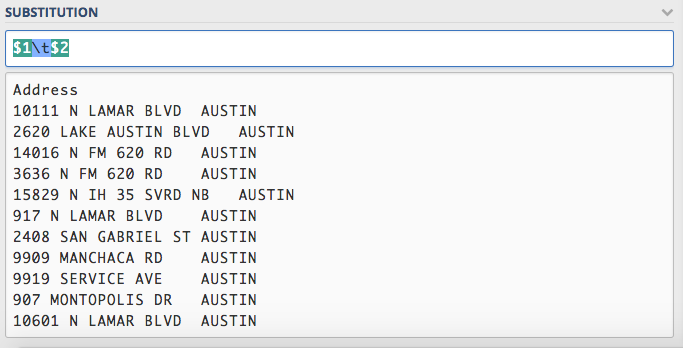 SUBSTITUTION
$1\t$2
Address
10111 N LAMAR BLVD	AUSTIN
2620 LAKE AUSTIN BLVD	AUSTIN
14016 N FM 620 RD	AUSTIN
3636 N FM 620 RD	AUSTIN
15829 N IH 35 SVRD NB	AUSTIN
917 N LAMAR BLVD	AUSTIN
2408 SAN GABRIEL ST	AUSTIN
9909 MANCHACA RD	AUSTIN
9919 SERVICE AVE	AUSTIN
907 MONTOPOLIS DR	AUSTIN
10601 N LAMAR BLVD	AUSTIN